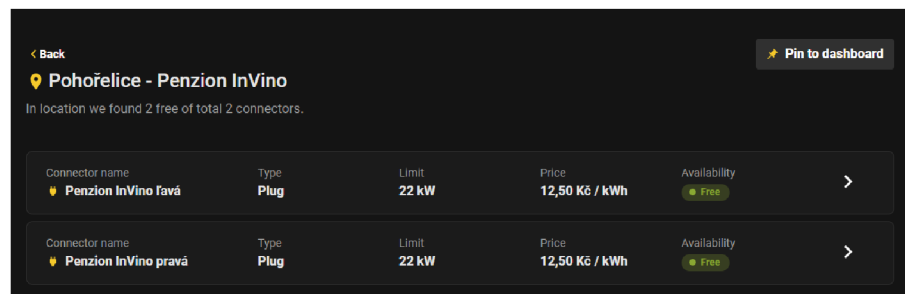 Back
Pin to dashboard
Pohořelice - Penzion InVino
In location we found 2 free of total 2 connectors.
Connector name Type Limit Price Availability
Penzion InVino ľavá Plug 22 kW 12,50 Kč / kWh Free
Connector name Type Limit Price Availability
Penzion InVino pravá Plug 22 kW 12,50 Kč / kWh Free